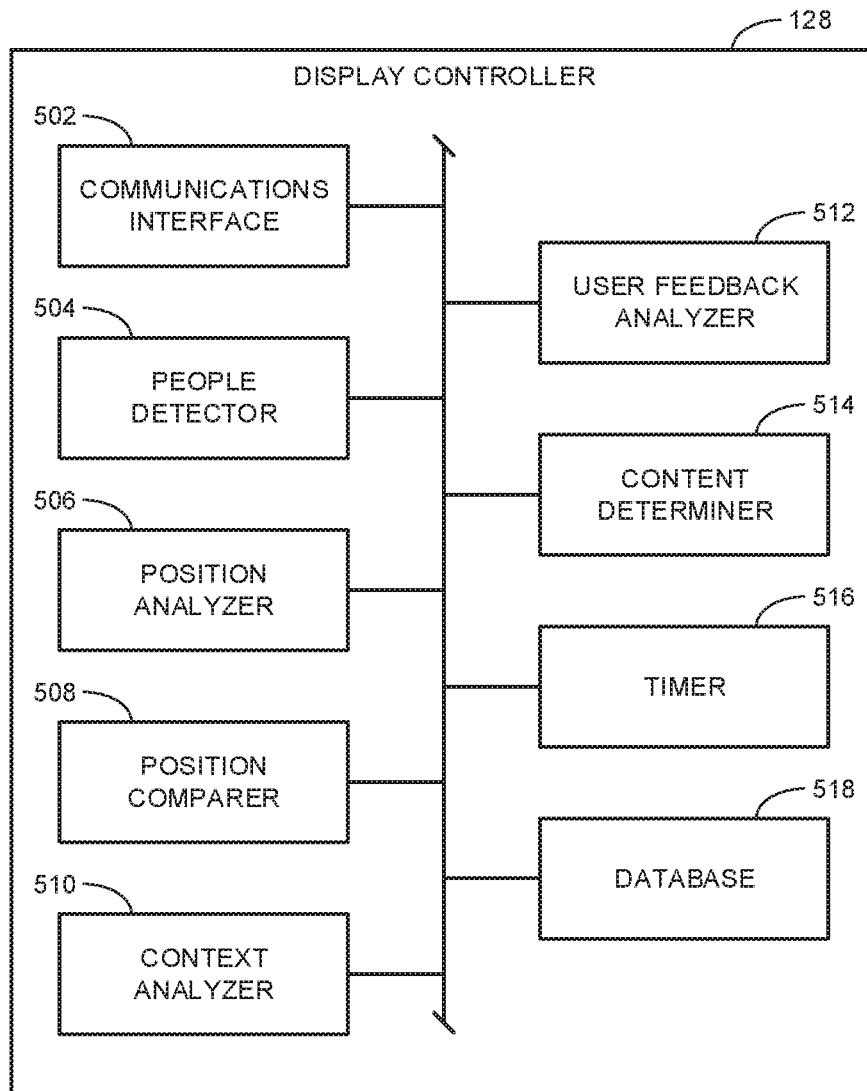 128
DISPLAY CONTROLLER
502
COMMUNICATIONS
INTERFACE
504
PEOPLE
DETECTOR
506
POSITION
ANALYZER
508
POSITION
COMPARER
510
CONTEXT
ANALYZER
512
USER FEEDBACK
ANALYZER
514
CONTENT
DETERMINER
516
TIMER
518
DATABASE